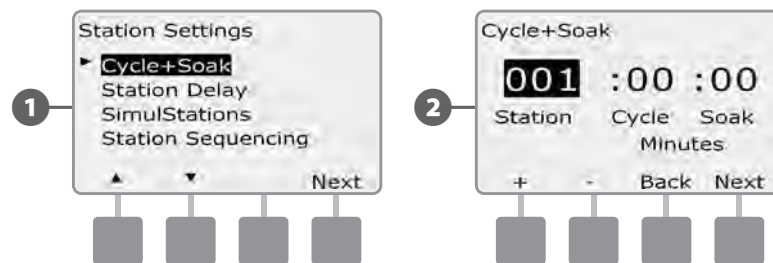 1
Station Settings
► Cycle+Soak
Station Delay
SimulStations
Station Sequencing
▲ ▼ Next
2
Cycle+Soak
001 :00 :00
Station Cycle Soak
Minutes
+ - Back Next